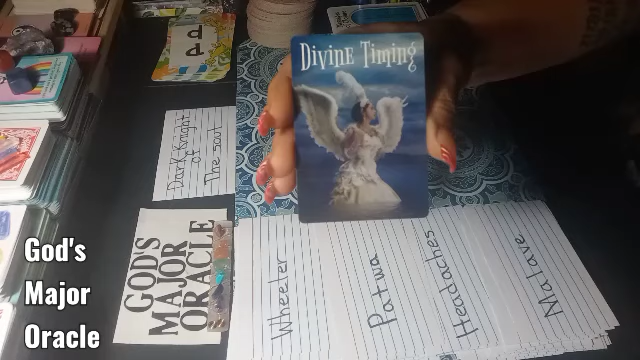 Divine Timing
Dark Knight
of
The soul
GOD'S
MAJOR
ORACLE
God's
Major
Oracle
Wheeler
Patwa
Headaches
Malave